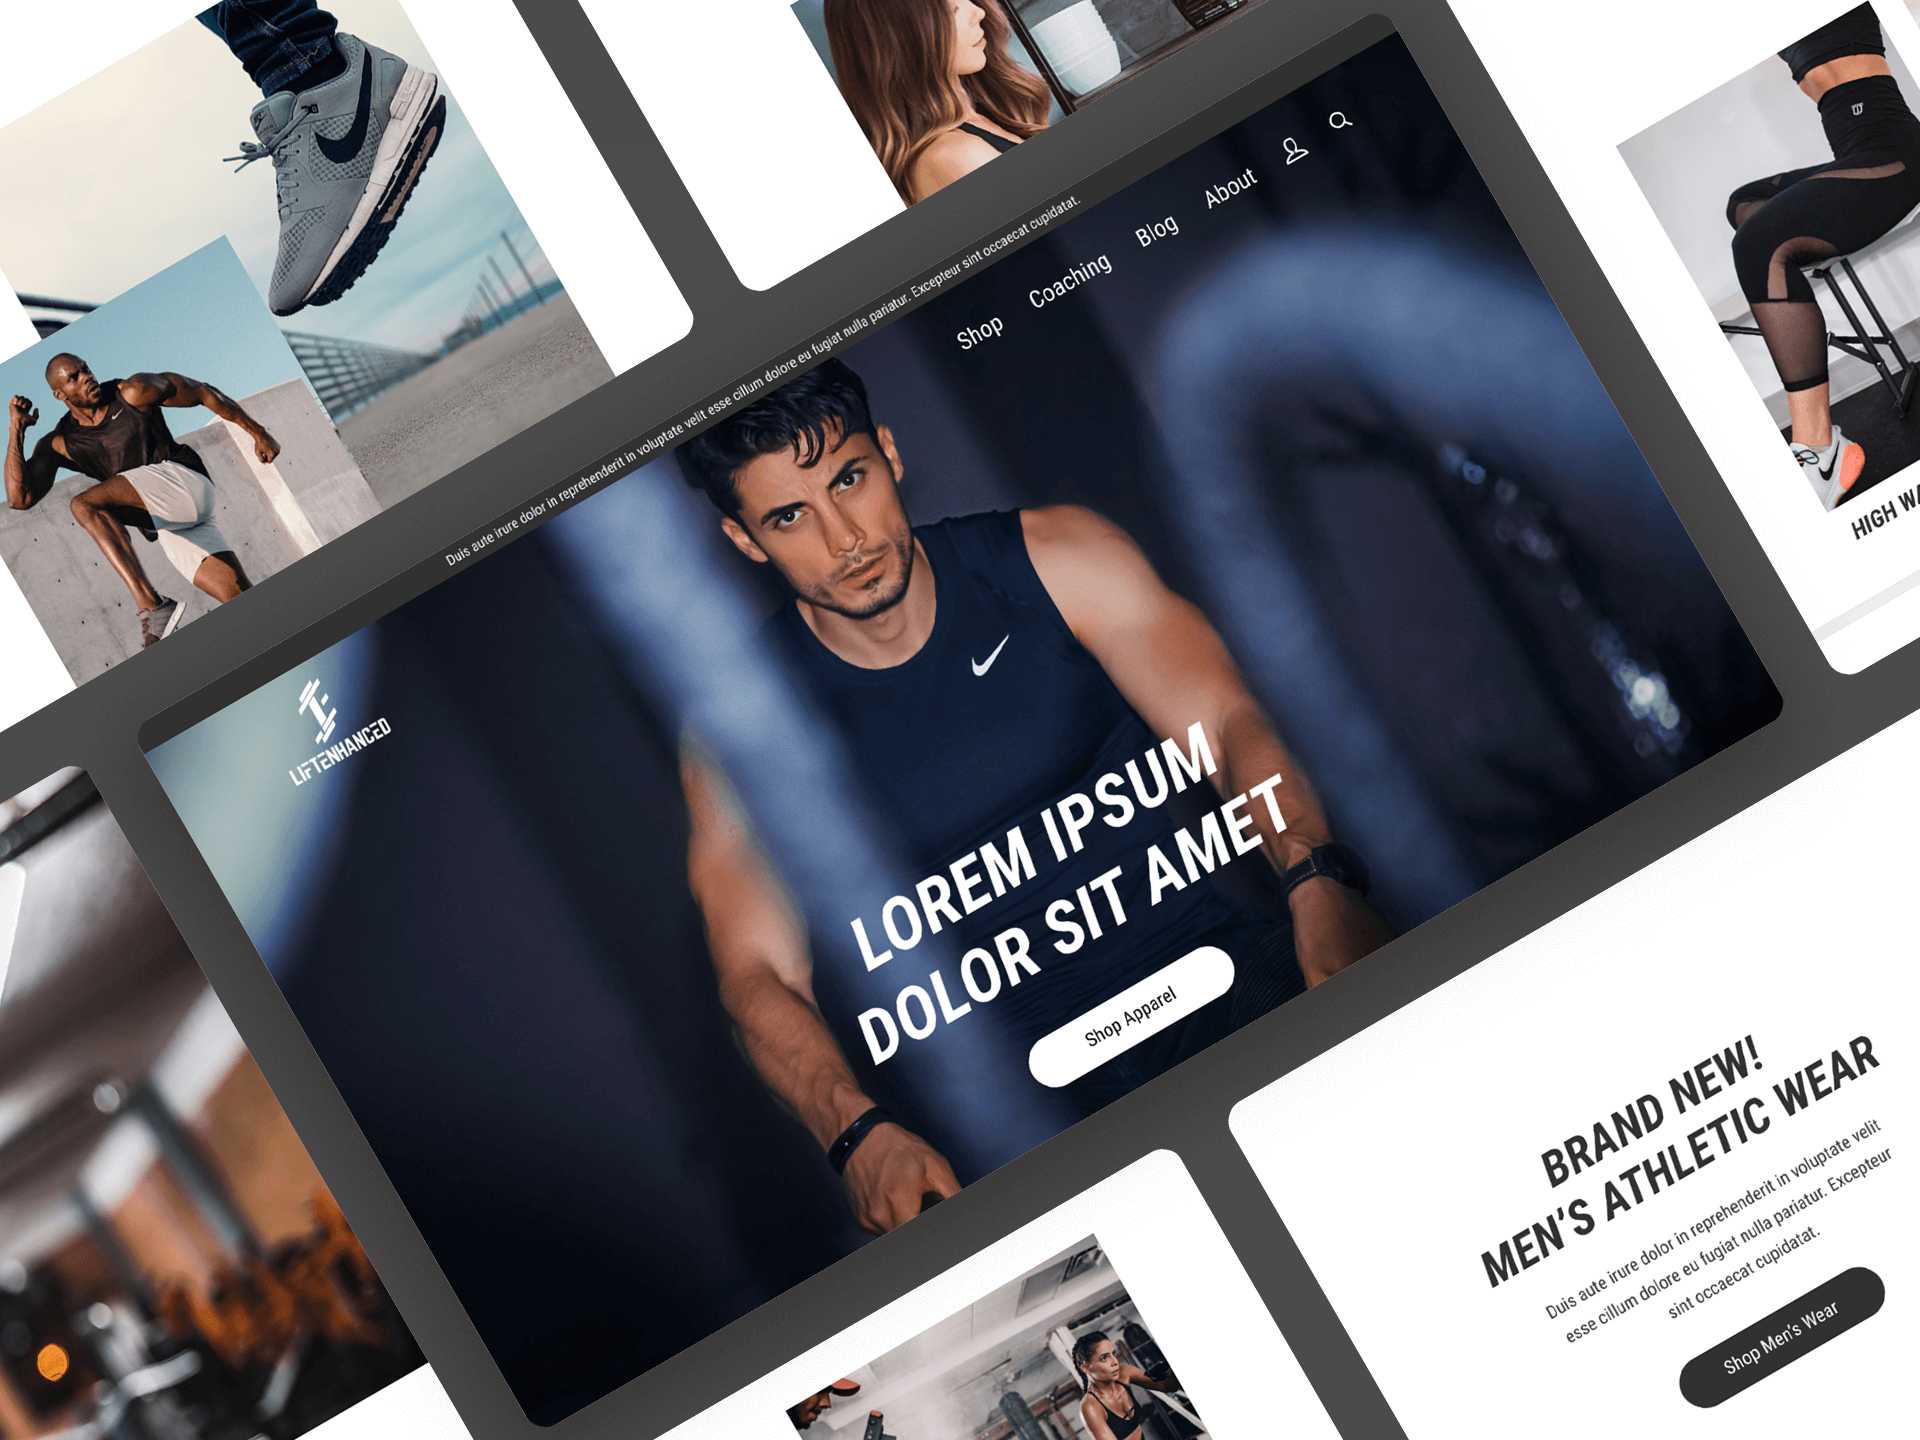 Duis aute irure dolor in reprehenderit in voluptate velit esse cillum dolore eu fugiat nulla pariatur. Excepteur sint occaecat cupidatat.
Shop Coaching Blog About
LIFTENHANCED
LOREM IPSUM
DOLOR SIT AMET
Shop Apparel
HIGH
BRAND NEW!
MEN'S ATHLETIC WEAR
Duis aute irure dolor in reprehenderit in voluptate velit
esse cillum dolore eu fugiat nulla pariatur. Excepteur
sint occaecat cupidatat.
Shop Men's Wear